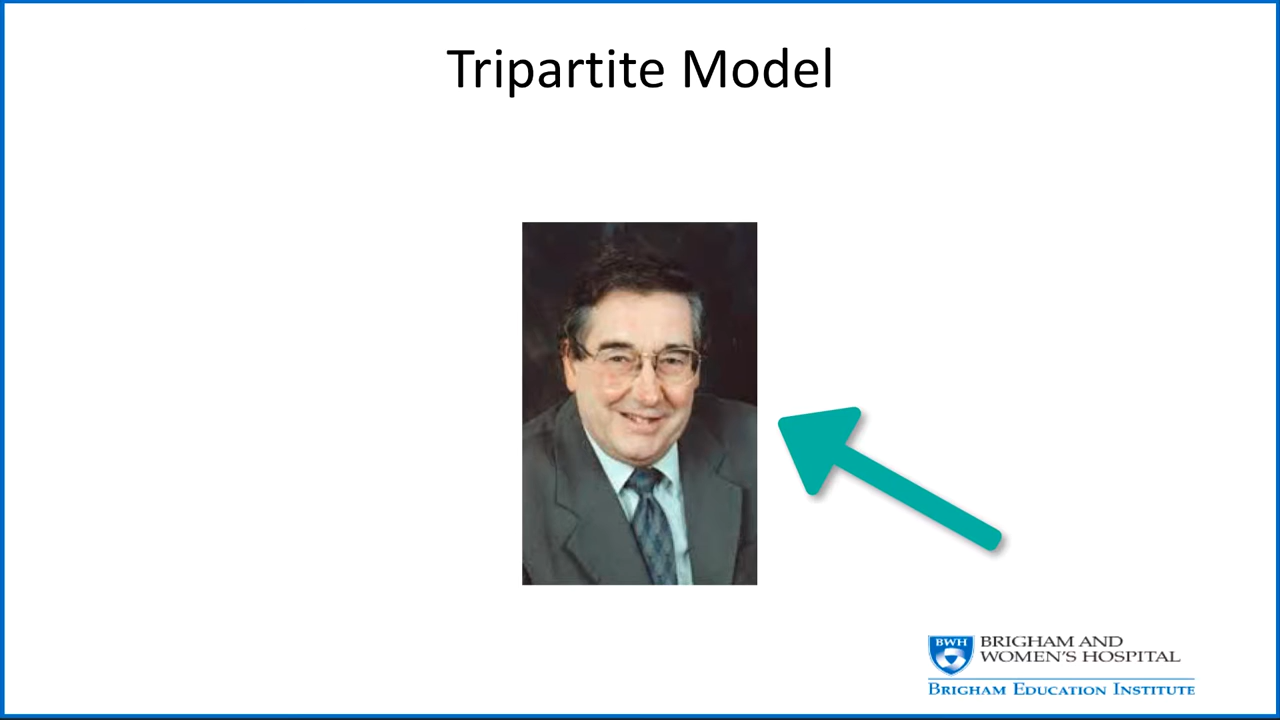 Tripartite Model
BWH
BRIGHAM AND
WOMEN'S HOSPITAL
BRIGHAM EDUCATION INSTITUTE